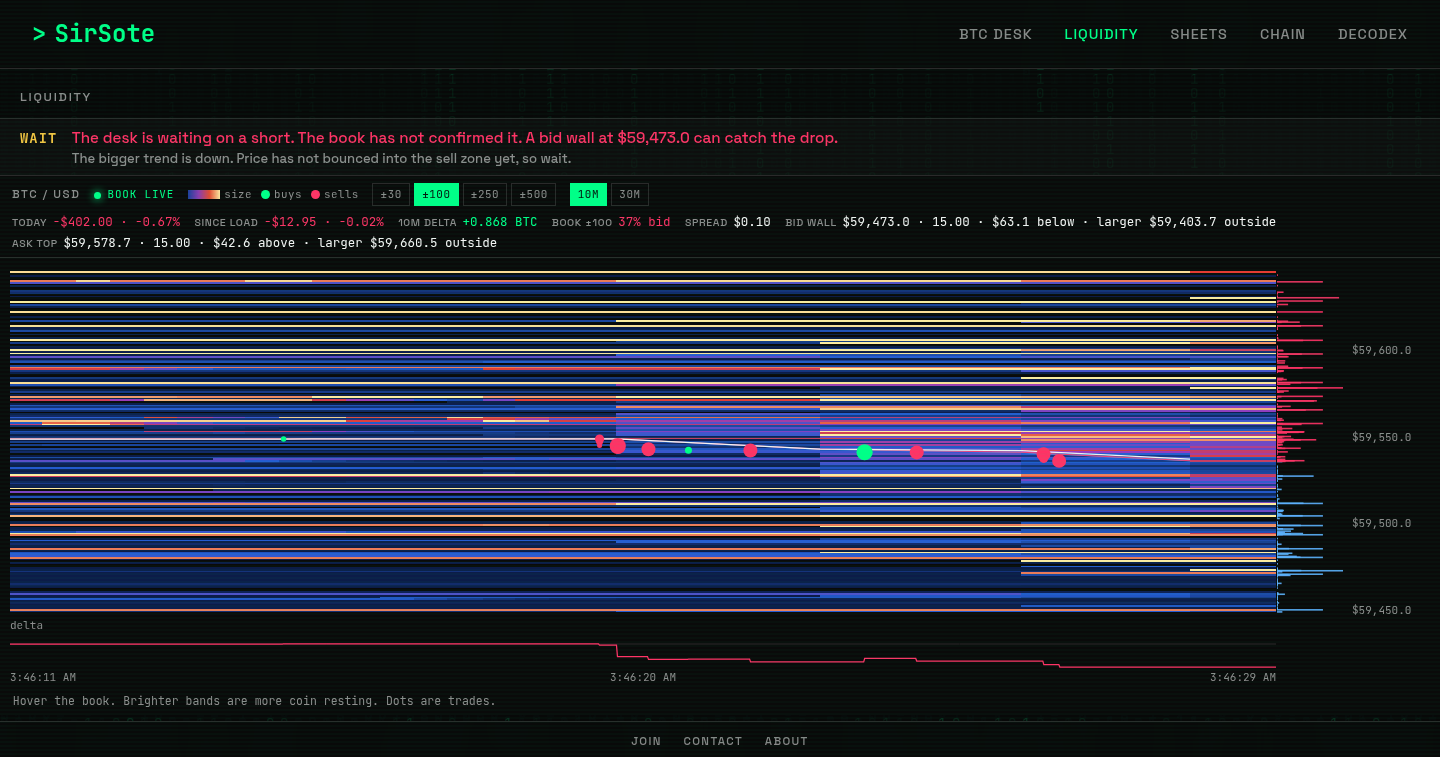 > SirSote
BTC DESK LIQUIDITY SHEETS CHAIN DECODEX
LIQUIDITY
WAIT The desk is waiting on a short. The book has not confirmed it. A bid wall at $59,473.0 can catch the drop.
The bigger trend is down. Price has not bounced into the sell zone yet, so wait.
BTC / USD BOOK LIVE size buys sells ±30 ±100 ±250 ±500 10M 30M
TODAY -$402.00 · -0.67% SINCE LOAD -$12.95 · -0.02% 10M DELTA +0.868 BTC BOOK ±100 37% bid SPREAD $0.10 BID WALL $59,473.0 · 15.00 · $63.1 below · larger $59,403.7 outside
ASK TOP $59,578.7 · 15.00 · $42.6 above · larger $59,660.5 outside
$59,600.0
$59,550.0
$59,500.0
$59,450.0
delta
3:46:11 AM 3:46:20 AM 3:46:29 AM
Hover the book. Brighter bands are more coin resting. Dots are trades.
JOIN CONTACT ABOUT